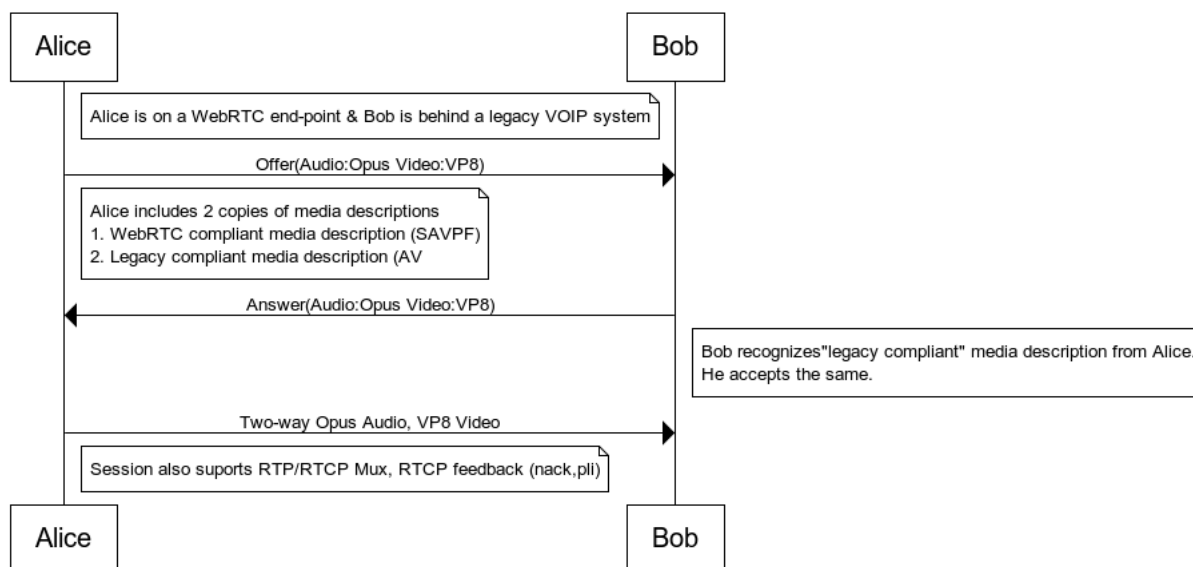 Alice
Bob
Alice is on a WebRTC end-point & Bob is behind a legacy VOIP system
Offer(Audio:Opus Video:VP8)
Alice includes 2 copies of media descriptions
1. WebRTC compliant media description (SAVPF)
2. Legacy compliant media description (AV
Answer(Audio:Opus Video:VP8)
Bob recognizes"legacy compliant" media description from Alice.
He accepts the same.
Two-way Opus Audio, VP8 Video
Session also suports RTP/RTCP Mux, RTCP feedback (nack,pli)
Alice
Bob